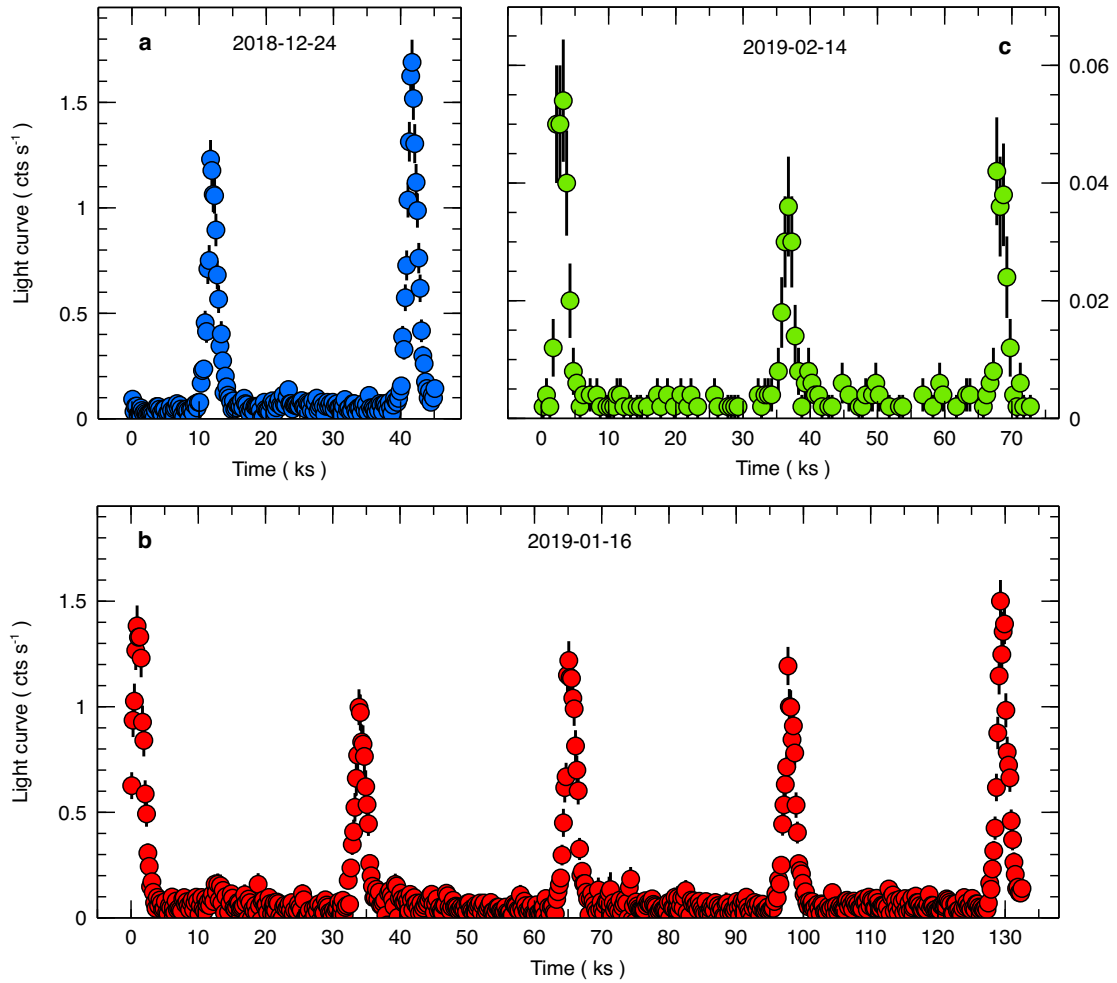 a 2018-12-24
Light curve ( cts s⁻¹ )
1.5
1
0.5
0
0 10 20 30 40
Time ( ks )
2019-02-14 c
0.06
0.04
0.02
0
0 10 20 30 40 50 60 70
Time ( ks )
b 2019-01-16
Light curve ( cts s⁻¹ )
1.5
1
0.5
0
0 10 20 30 40 50 60 70 80 90 100 110 120 130
Time ( ks )